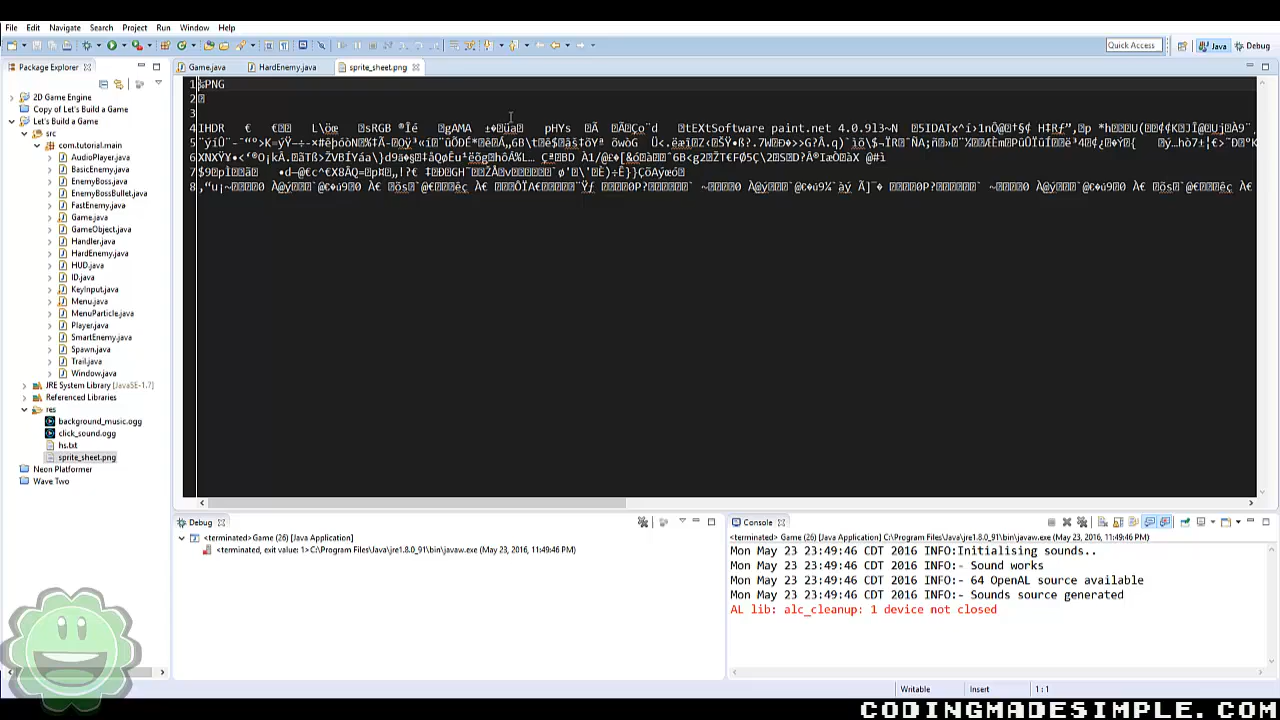 File Edit Navigate Search Project Run Window Help
Quick Access Java Debug
Package Explorer
Game.java HardEnemy.java sprite_sheet.png
2D Game Engine
Copy of Let's Build a Game
Let's Build a Game
src
com.tutorial.main
AudioPlayer.java
BasicEnemy.java
EnemyBoss.java
EnemyBossBullet.java
FastEnemy.java
Game.java
GameObject.java
Handler.java
HardEnemy.java
HUD.java
ID.java
KeyInput.java
Menu.java
MenuParticle.java
Player.java
SmartEnemy.java
Spawn.java
Trail.java
Window.java
JRE System Library [JavaSE-1.7]
Referenced Libraries
res
background_music.ogg
click_sound.ogg
hs.txt
sprite_sheet.png
Neon Platformer
Wave Two
1 ‰PNG
2
3
4 IHDR sRGB gAMA pHYs tEXtSoftware paint.net 4.0.9
5
6
7
8
Debug
<terminated>Game (26) [Java Application]
<terminated, exit value: 1>C:\Program Files\Java\jre1.8.0_91\bin\javaw.exe (May 23, 2016, 11:49:46 PM)
Console
<terminated> Game (26) [Java Application] C:\Program Files\Java\jre1.8.0_91\bin\javaw.exe (May 23, 2016, 11:49:46 PM)
Mon May 23 23:49:46 CDT 2016 INFO:Initialising sounds..
Mon May 23 23:49:46 CDT 2016 INFO:- Sound works
Mon May 23 23:49:46 CDT 2016 INFO:- 64 OpenAL source available
Mon May 23 23:49:46 CDT 2016 INFO:- Sounds source generated
AL lib: alc_cleanup: 1 device not closed
Writable Insert 1 : 1
CODINGMADESIMPLE.COM